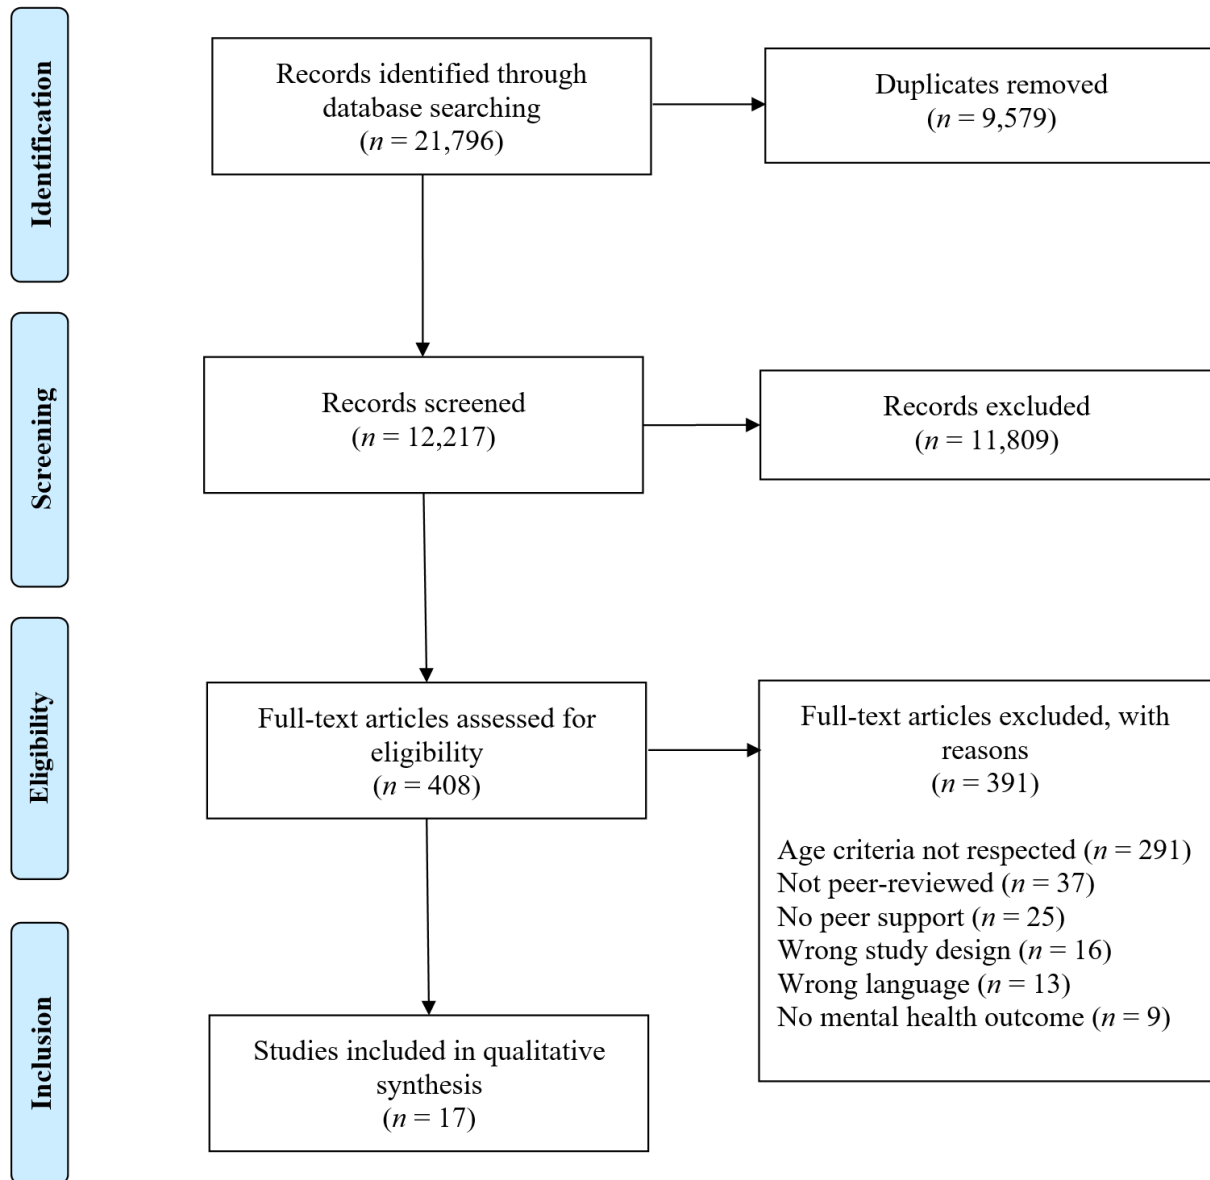 Identification
Records identified through
database searching
(n = 21,796)
Duplicates removed
(n = 9,579)
Screening
Records screened
(n = 12,217)
Records excluded
(n = 11,809)
Eligibility
Full-text articles assessed for
eligibility
(n = 408)
Full-text articles excluded, with
reasons
(n = 391)
Age criteria not respected (n = 291)
Not peer-reviewed (n = 37)
No peer support (n = 25)
Wrong study design (n = 16)
Wrong language (n = 13)
No mental health outcome (n = 9)
Inclusion
Studies included in qualitative
synthesis
(n = 17)